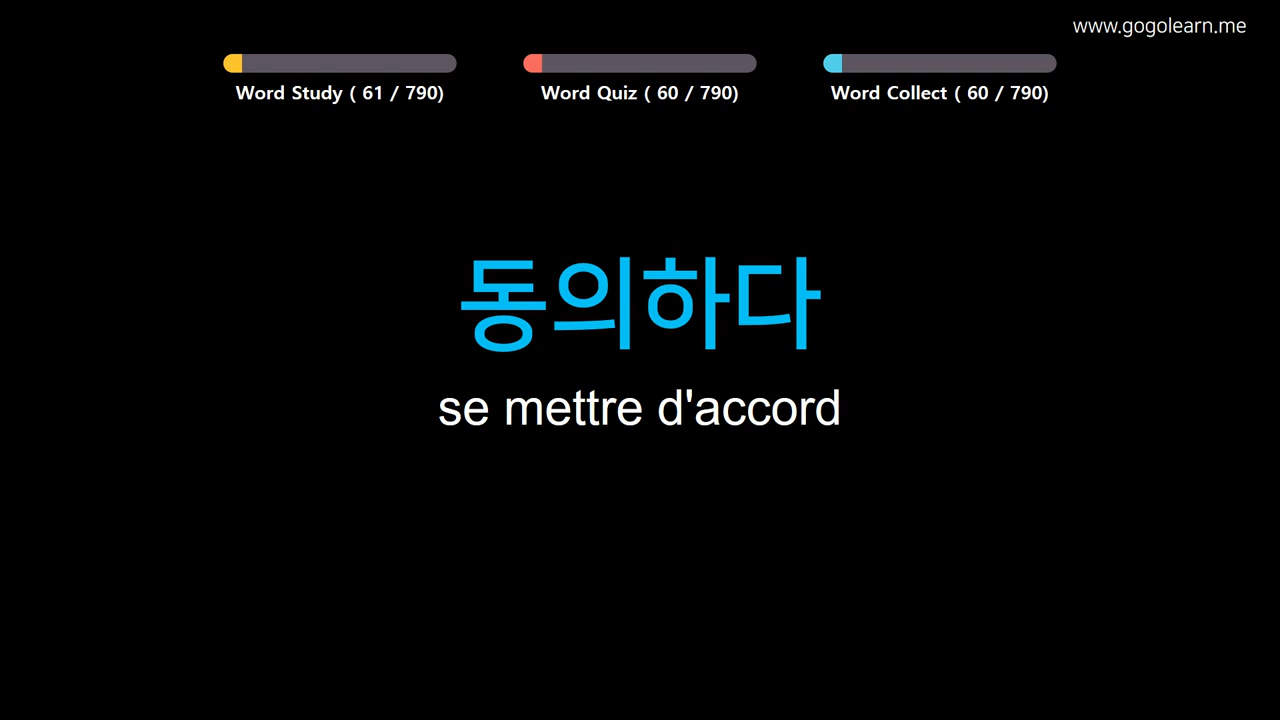 www.gogolearn.me
Word Study ( 61 / 790)
Word Quiz ( 60 / 790)
Word Collect ( 60 / 790)
동의하다
se mettre d'accord